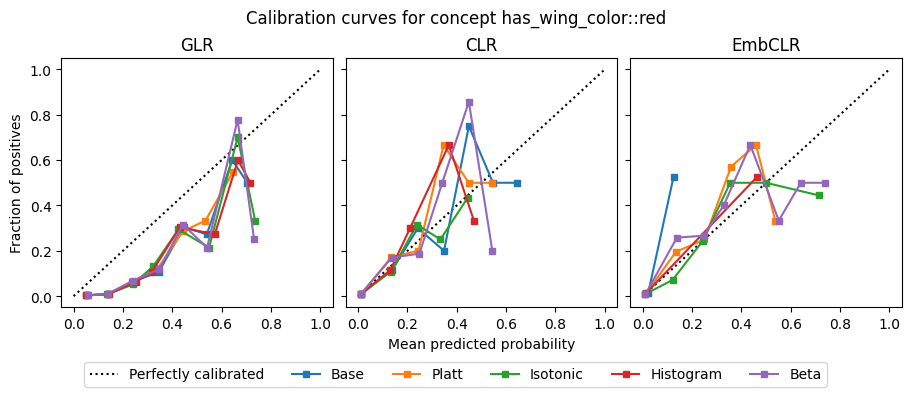 Calibration curves for concept has_wing_color::red
GLR
CLR
EmbCLR
Fraction of positives
1.0
0.8
0.6
0.4
0.2
0.0
0.0 0.2 0.4 0.6 0.8 1.0
0.0 0.2 0.4 0.6 0.8 1.0
0.0 0.2 0.4 0.6 0.8 1.0
Mean predicted probability
Perfectly calibrated Base Platt Isotonic Histogram Beta